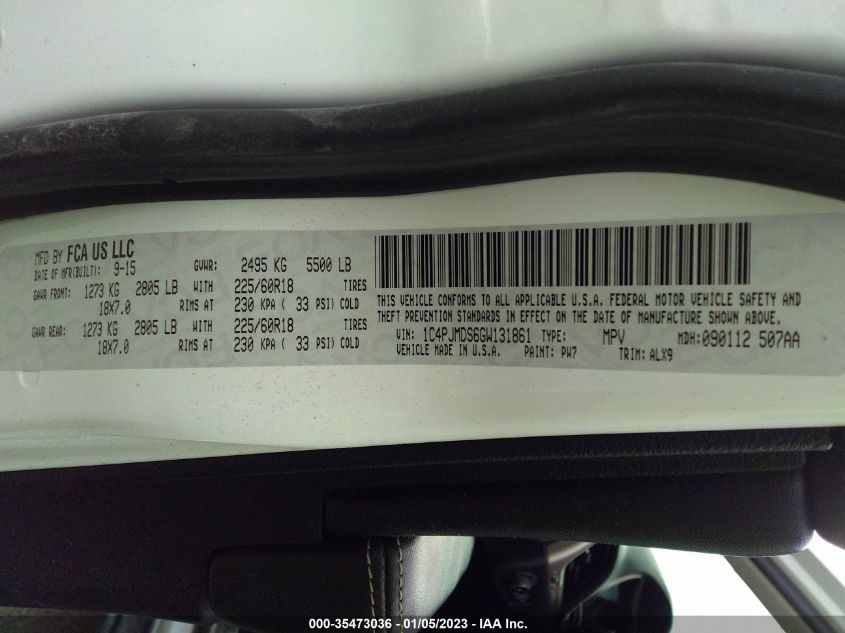 MFD BY FCA US LLC
DATE OF MFR(BUILT): 9-15 GVWR: 2495 KG 5500 LB
GAWR FRONT: 1273 KG 2805 LB WITH 225/60R18 TIRES
18X7.0 RIMS AT 230 KPA ( 33 PSI) COLD
GAWR REAR: 1273 KG 2805 LB WITH 225/60R18 TIRES
18X7.0 RIMS AT 230 KPA ( 33 PSI) COLD
THIS VEHICLE CONFORMS TO ALL APPLICABLE U.S.A. FEDERAL MOTOR VEHICLE SAFETY AND
THEFT PREVENTION STANDARDS IN EFFECT ON THE DATE OF MANUFACTURE SHOWN ABOVE.
VIN: 1C4PJMDS6GW131861 TYPE: MPV MDH: 090112 507AA
VEHICLE MADE IN U.S.A. PAINT: PW7 TRIM: ALX9
000-35473036 - 01/05/2023 - IAA Inc.